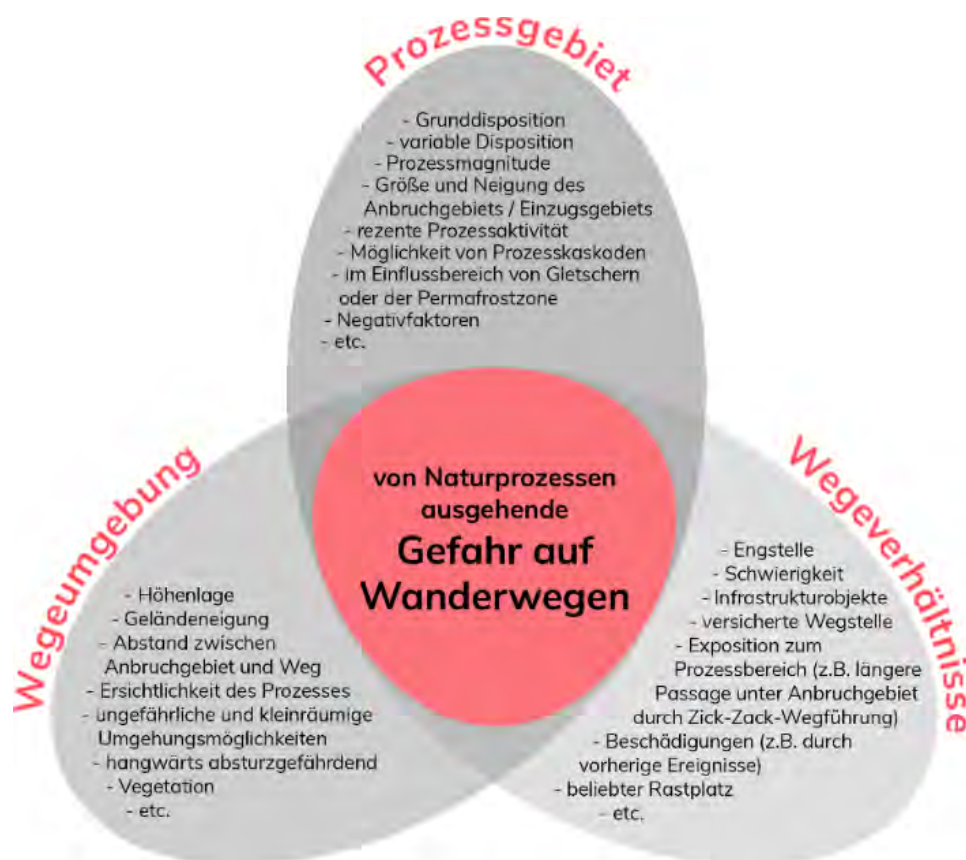 Prozessgebiet
- Grunddisposition
- variable Disposition
- Prozessmagnitude
- Größe und Neigung des
Anbruchgebiets / Einzugsgebiets
- rezente Prozessaktivität
- Möglichkeit von Prozesskaskoden
- im Einflussbereich von Gletschern
oder der Permafrostzone
- Negativfaktoren
- etc.
von Naturprozessen
ausgehende
Gefahr auf
Wanderwegen
Wegeumgebung
- Höhenlage
- Geländeneigung
- Abstand zwischen
Anbruchgebiet und Weg
- Ersichtlichkeit des Prozesses
- ungefährliche und kleinräumige
Umgehungsmöglichkeiten
- hangwärts absturzgefährdend
- Vegetation
- etc.
Wegeverhältnisse
- Engstelle
- Schwierigkeit
- Infrastrukturobjekte
- versicherte Wegstelle
- Exposition zum
Prozessbereich (z.B. längere
Passage unter Anbruchgebiet
durch Zick-Zack-Wegführung)
- Beschädigungen (z.B. durch
vorherige Ereignisse)
- beliebter Rastplatz
- etc.